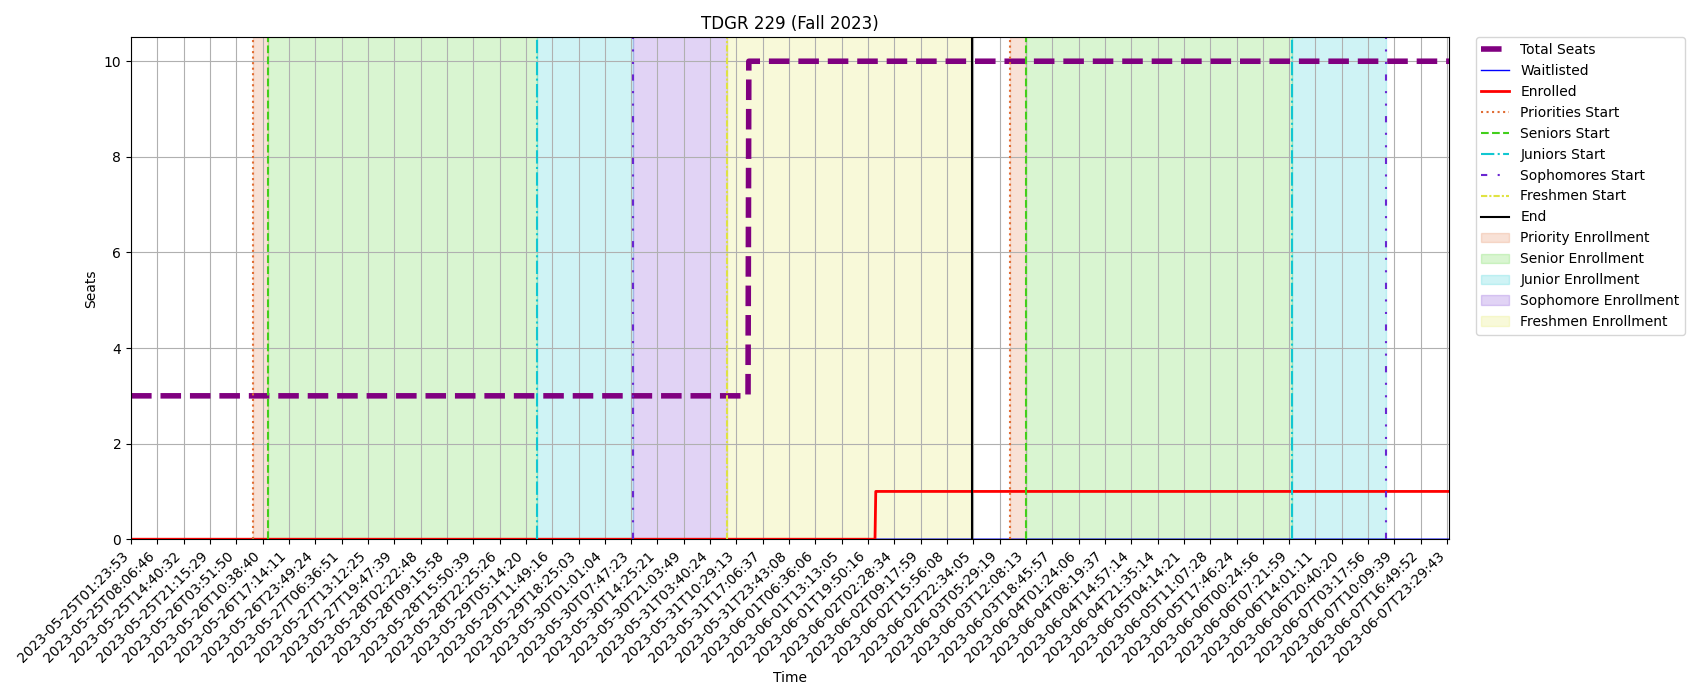 TDGR 229 (Fall 2023)
10
8
6
4
2
0
Seats
2023-05-25T01:23:53
2023-05-25T08:06:46
2023-05-25T14:40:32
2023-05-25T21:15:29
2023-05-26T03:51:50
2023-05-26T10:38:40
2023-05-26T17:14:11
2023-05-26T23:49:24
2023-05-27T06:36:51
2023-05-27T13:12:25
2023-05-27T19:47:39
2023-05-28T02:22:48
2023-05-28T09:15:58
2023-05-28T15:50:39
2023-05-28T22:25:26
2023-05-29T05:14:20
2023-05-29T11:49:16
2023-05-29T18:25:03
2023-05-30T01:01:04
2023-05-30T07:47:23
2023-05-30T14:25:21
2023-05-30T21:03:49
2023-05-31T03:40:24
2023-05-31T10:29:13
2023-05-31T17:06:37
2023-05-31T23:43:08
2023-06-01T06:36:06
2023-06-01T13:13:05
2023-06-01T19:50:16
2023-06-02T02:28:34
2023-06-02T09:17:59
2023-06-02T15:56:08
2023-06-02T22:34:05
2023-06-03T05:29:19
2023-06-03T12:08:13
2023-06-03T18:45:57
2023-06-04T01:24:06
2023-06-04T08:19:37
2023-06-04T14:57:14
2023-06-04T21:35:14
2023-06-05T04:14:21
2023-06-05T11:07:28
2023-06-05T17:46:24
2023-06-06T00:24:56
2023-06-06T07:21:59
2023-06-06T14:01:11
2023-06-06T20:40:20
2023-06-07T03:17:56
2023-06-07T10:09:39
2023-06-07T16:49:52
2023-06-07T23:29:43
Time
Total Seats
Waitlisted
Enrolled
Priorities Start
Seniors Start
Juniors Start
Sophomores Start
Freshmen Start
End
Priority Enrollment
Senior Enrollment
Junior Enrollment
Sophomore Enrollment
Freshmen Enrollment